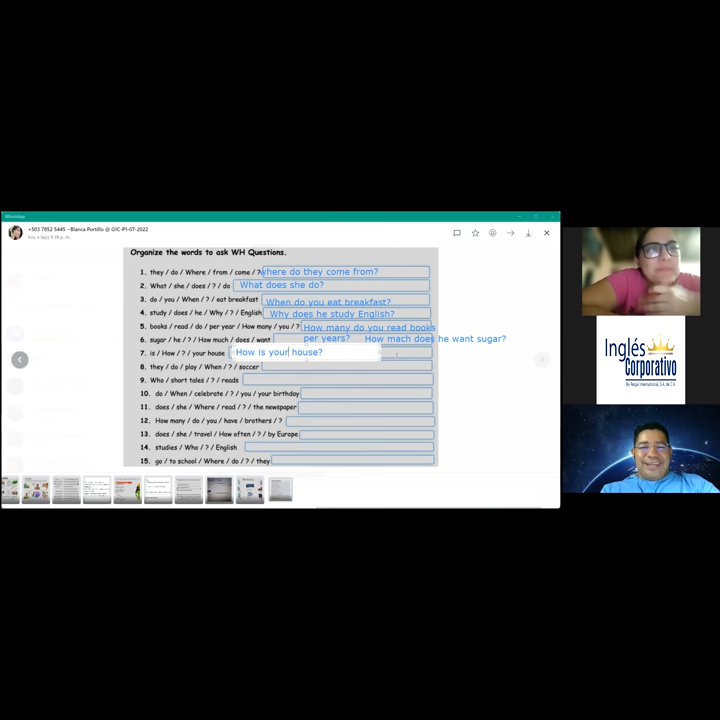 WhatsApp
+503 7852 5445 ~Blanca Portillo @ G1C-P1-07-2022
Organize the words to ask WH Questions.
1. they / do / Where / from / come / ? where do they come from?
2. What / she / does / ? / do What does she do?
3. do / you / When / ? / eat breakfast When do you eat breakfast?
4. study / does / he / Why / ? / English Why does he study English?
5. books / read / do / per year / How many / you / ? How many do you read books
per years?
6. sugar / he / ? / How much / does / want How mach does he want sugar?
7. is / How / ? / your house How is your house?
8. they / do / play / When / ? / soccer
9. Who / short tales / ? / reads
10. do / When / celebrate / ? / you / your birthday
11. does / she / Where / read / ? / the newspaper
12. How many / do / you / have / brothers / ?
13. does / she / travel / How often / ? / by Europe
14. studies / Who / ? / English
15. go / to school / Where / do / ? / they
Inglés
Corporativo